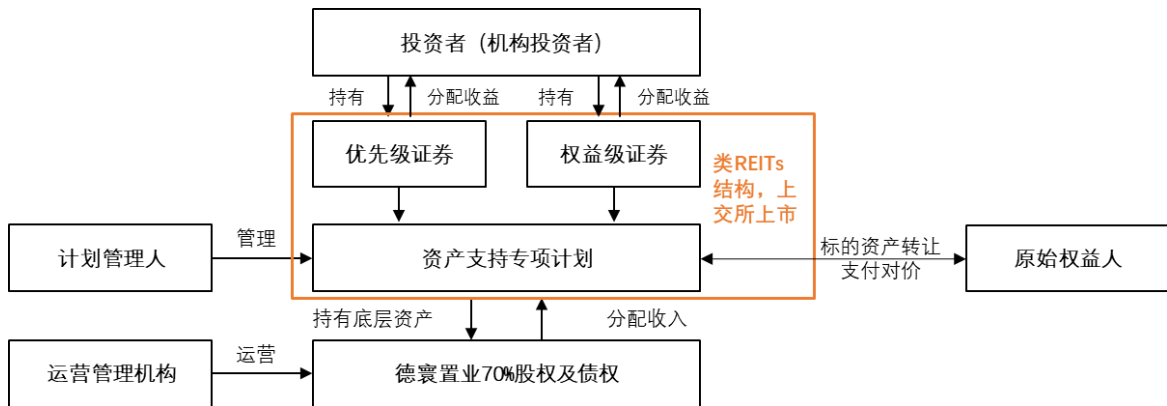 投资者（机构投资者）
持有
分配收益
持有
分配收益
优先级证券
权益级证券
类REITs
结构，上
交所上市
计划管理人
管理
资产支持专项计划
标的资产转让
支付对价
原始权益人
持有底层资产
分配收入
运营管理机构
运营
德寰置业70%股权及债权